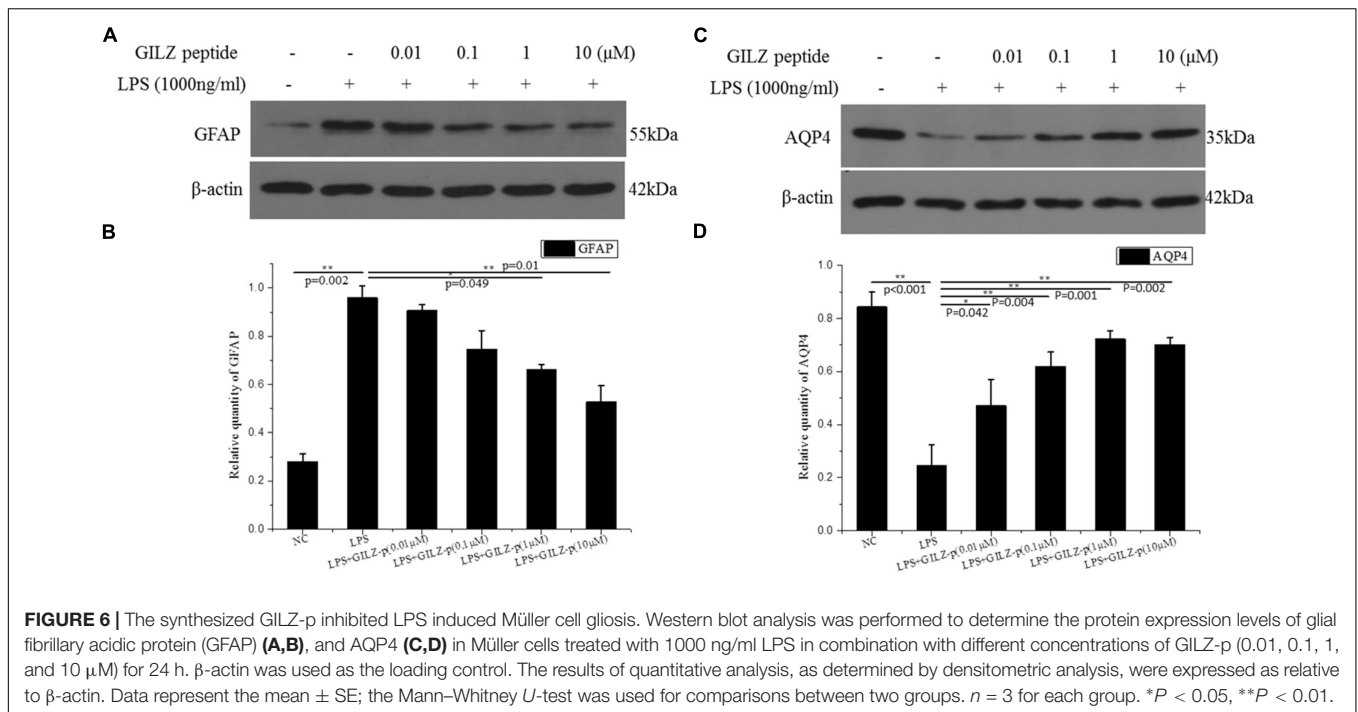 A
GILZ peptide - - 0.01 0.1 1 10 (μM)
LPS (1000ng/ml) - + + + + +
GFAP 55kDa
β-actin 42kDa
B
GFAP
** ** p=0.01
*
p=0.002 p=0.049
1.0
0.8
0.6
0.4
0.2
0.0
Relative quantity of GFAP
NC LPS LPS+GILZ-p(0.01μM) LPS+GILZ-p(0.1μM) LPS+GILZ-p(1μM) LPS+GILZ-p(10μM)
C
GILZ peptide - - 0.01 0.1 1 10 (μM)
LPS (1000ng/ml) - + + + + +
AQP4 35kDa
β-actin 42kDa
D
AQP4
** **
p<0.001 ** P=0.002
** P=0.001
* P=0.004
P=0.042
1.0
0.8
0.6
0.4
0.2
0.0
Relative quantity of AQP4
NC LPS LPS+GILZ-p(0.01μM) LPS+GILZ-p(0.1μM) LPS+GILZ-p(1μM) LPS+GILZ-p(10μM)
FIGURE 6 | The synthesized GILZ-p inhibited LPS induced Müller cell gliosis. Western blot analysis was performed to determine the protein expression levels of glial
fibrillary acidic protein (GFAP) (A,B), and AQP4 (C,D) in Müller cells treated with 1000 ng/ml LPS in combination with different concentrations of GILZ-p (0.01, 0.1, 1,
and 10 μM) for 24 h. β-actin was used as the loading control. The results of quantitative analysis, as determined by densitometric analysis, were expressed as relative
to β-actin. Data represent the mean ± SE; the Mann–Whitney U-test was used for comparisons between two groups. n = 3 for each group. *P < 0.05, **P < 0.01.